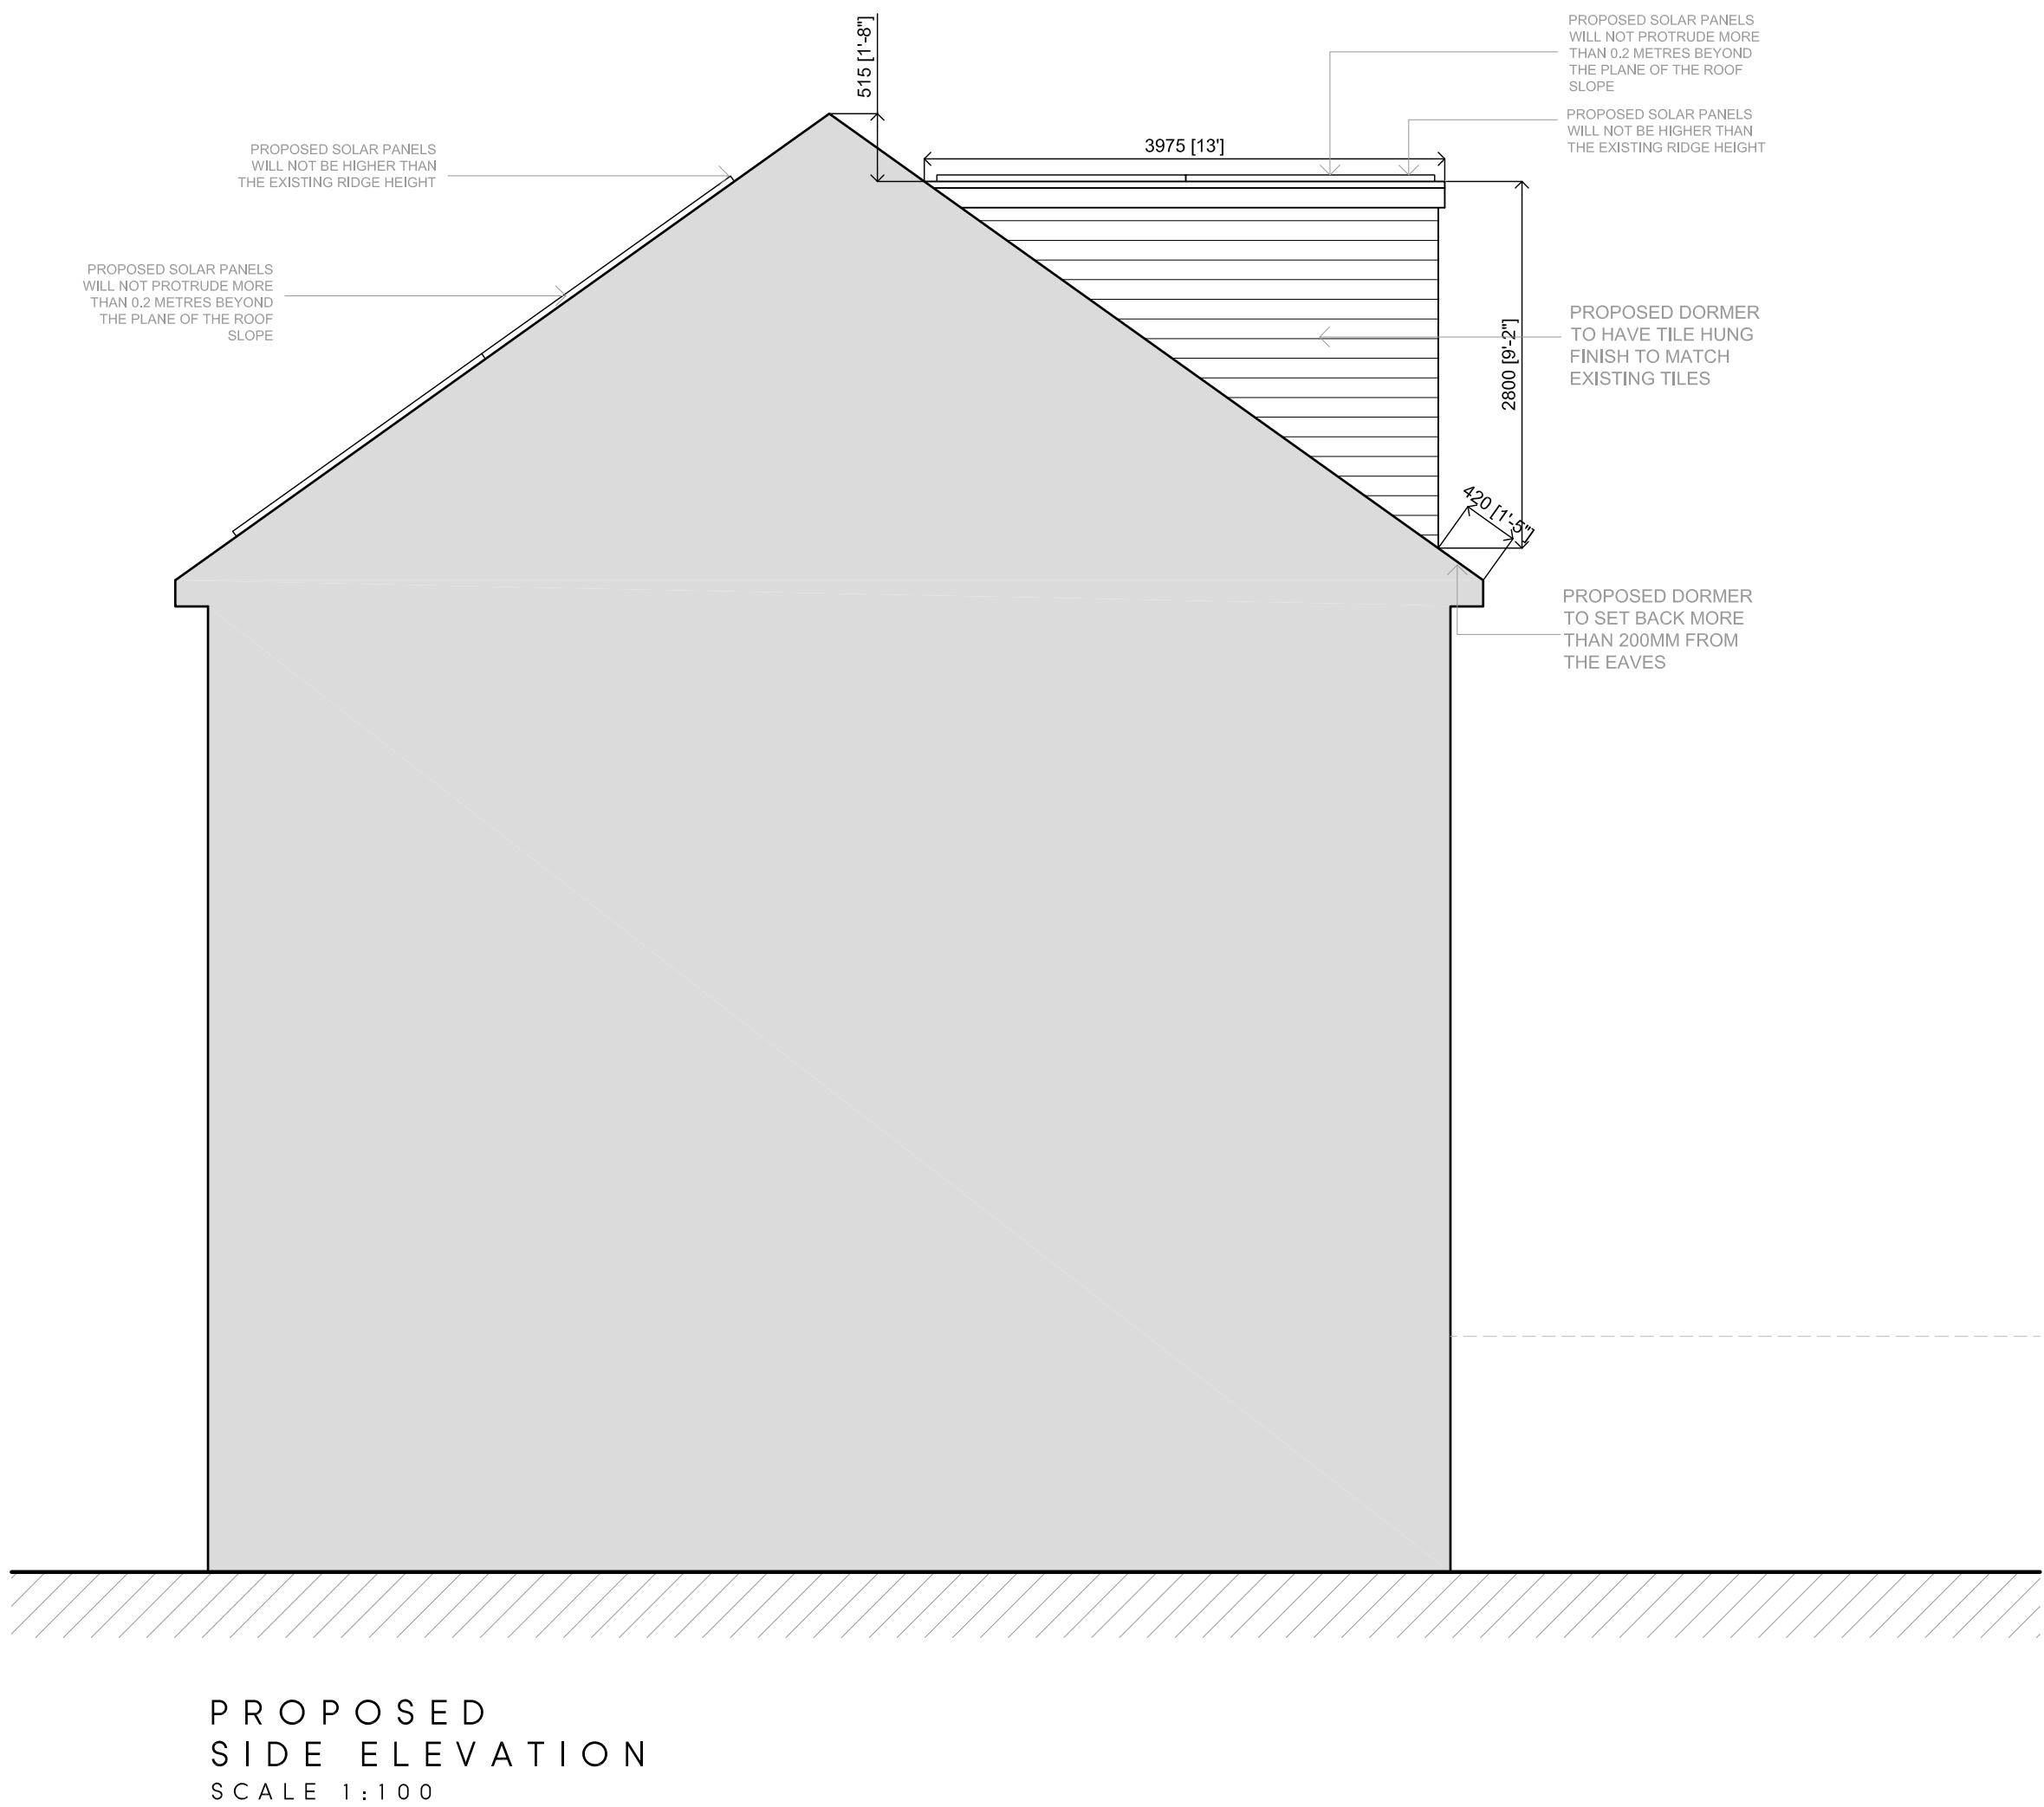 515 [1'-8"]
PROPOSED SOLAR PANELS
WILL NOT PROTRUDE MORE
THAN 0.2 METRES BEYOND
THE PLANE OF THE ROOF
SLOPE
PROPOSED SOLAR PANELS
WILL NOT BE HIGHER THAN
THE EXISTING RIDGE HEIGHT
3975 [13']
PROPOSED SOLAR PANELS
WILL NOT BE HIGHER THAN
THE EXISTING RIDGE HEIGHT
PROPOSED SOLAR PANELS
WILL NOT PROTRUDE MORE
THAN 0.2 METRES BEYOND
THE PLANE OF THE ROOF
SLOPE
PROPOSED DORMER
TO HAVE TILE HUNG
FINISH TO MATCH
EXISTING TILES
2800 [9'-2"]
420 [1'-5"]
PROPOSED DORMER
TO SET BACK MORE
THAN 200MM FROM
THE EAVES
PROPOSED
SIDE ELEVATION
SCALE 1:100